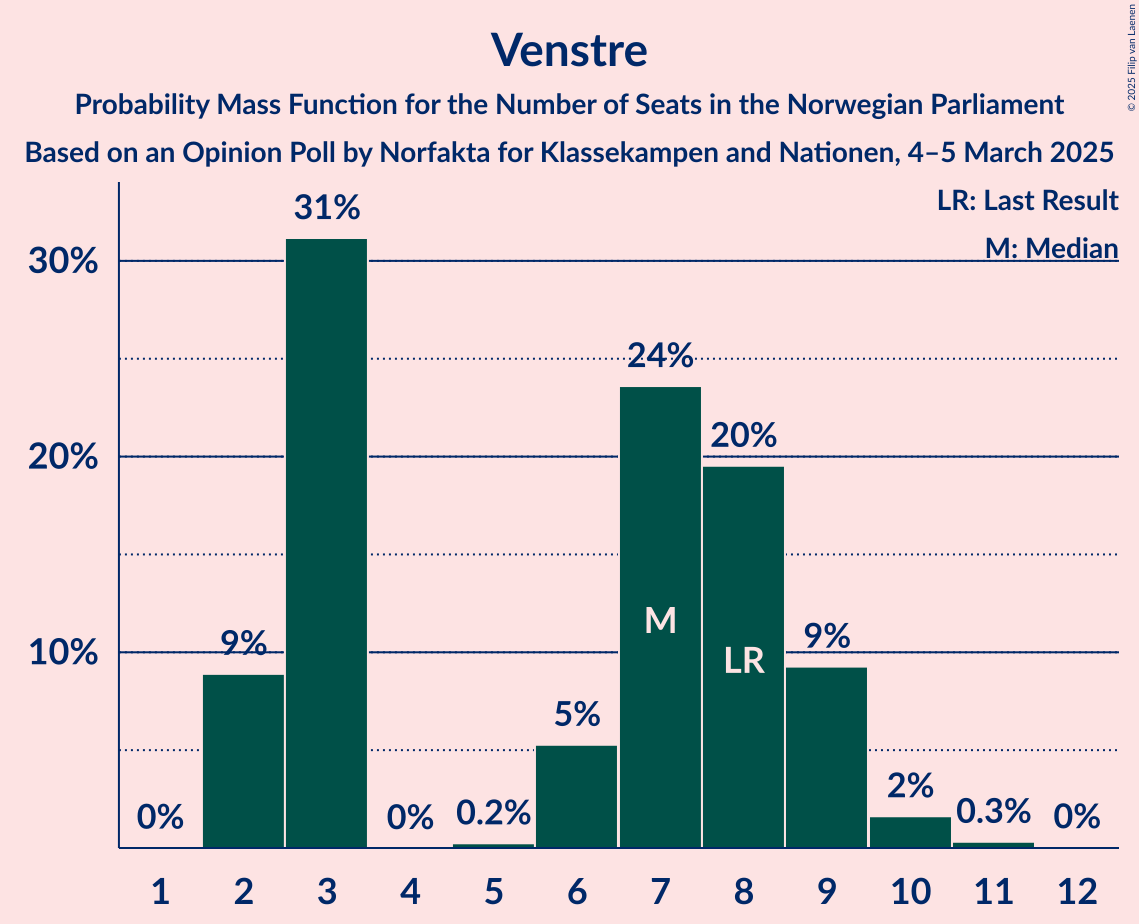 Venstre
Probability Mass Function for the Number of Seats in the Norwegian Parliament
Based on an Opinion Poll by Norfakta for Klassekampen and Nationen, 4–5 March 2025
© 2025 Filip van Laenen
LR: Last Result
M: Median
30%
20%
10%
0%
9%
31%
0%
0.2%
5%
24%
20%
9%
2%
0.3%
0%
M
LR
1 2 3 4 5 6 7 8 9 10 11 12